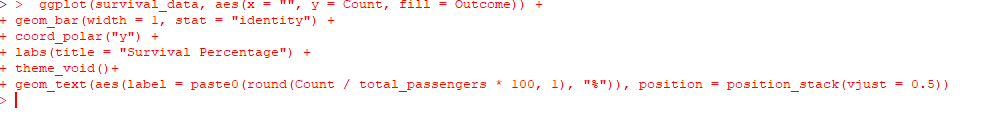 > >  ggplot(survival_data, aes(x = "", y = Count, fill = Outcome)) +
+ geom_bar(width = 1, stat = "identity") +
+ coord_polar("y") +
+ labs(title = "Survival Percentage") +
+ theme_void()+
+ geom_text(aes(label = paste0(round(Count / total_passengers * 100, 1), "%")), position = position_stack(vjust = 0.5))
>